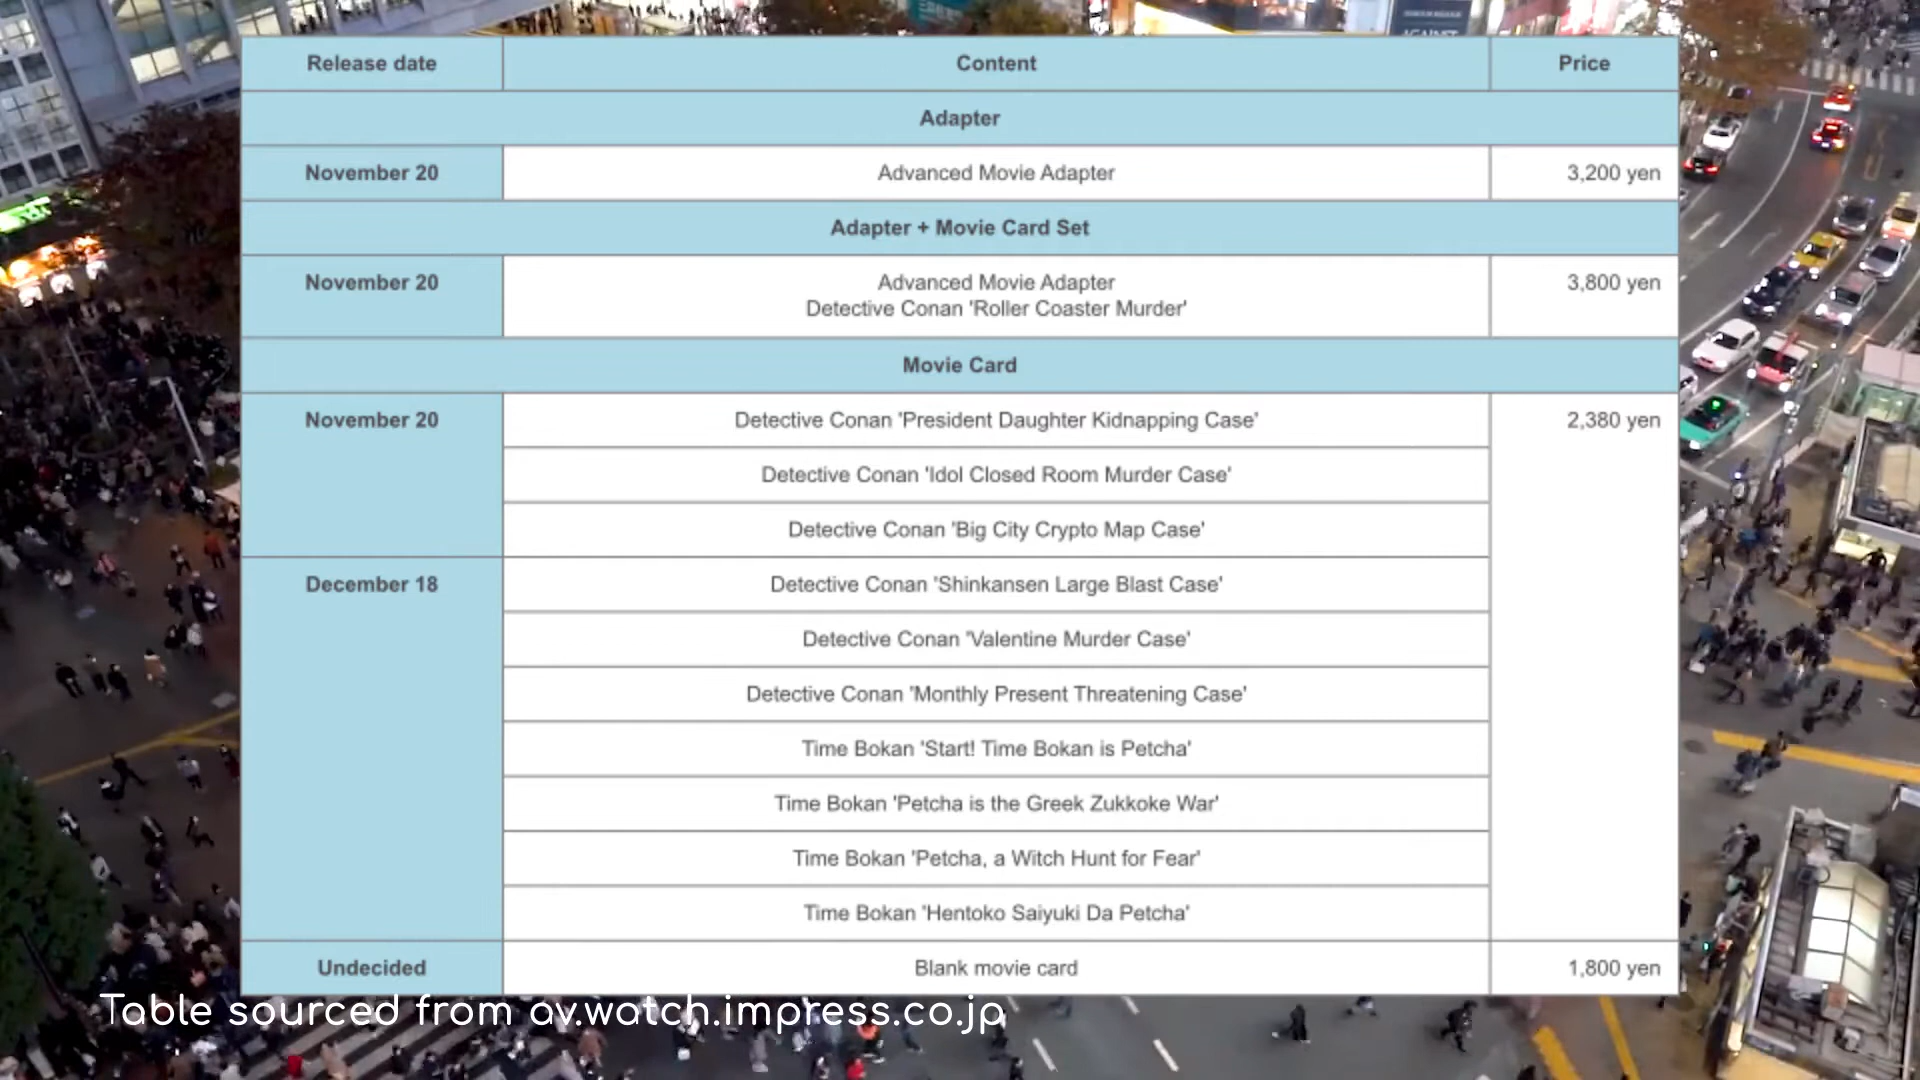 Release date Content Price
Adapter
November 20 Advanced Movie Adapter 3,200 yen
Adapter + Movie Card Set
November 20 Advanced Movie Adapter 3,800 yen
Detective Conan 'Roller Coaster Murder'
Movie Card
November 20 Detective Conan 'President Daughter Kidnapping Case' 2,380 yen
Detective Conan 'Idol Closed Room Murder Case'
Detective Conan 'Big City Crypto Map Case'
December 18 Detective Conan 'Shinkansen Large Blast Case'
Detective Conan 'Valentine Murder Case'
Detective Conan 'Monthly Present Threatening Case'
Time Bokan 'Start! Time Bokan is Petcha'
Time Bokan 'Petcha is the Greek Zukkoke War'
Time Bokan 'Petcha, a Witch Hunt for Fear'
Time Bokan 'Hentoko Saiyuki Da Petcha'
Undecided Blank movie card 1,800 yen
Table sourced from av.watch.impress.co.jp